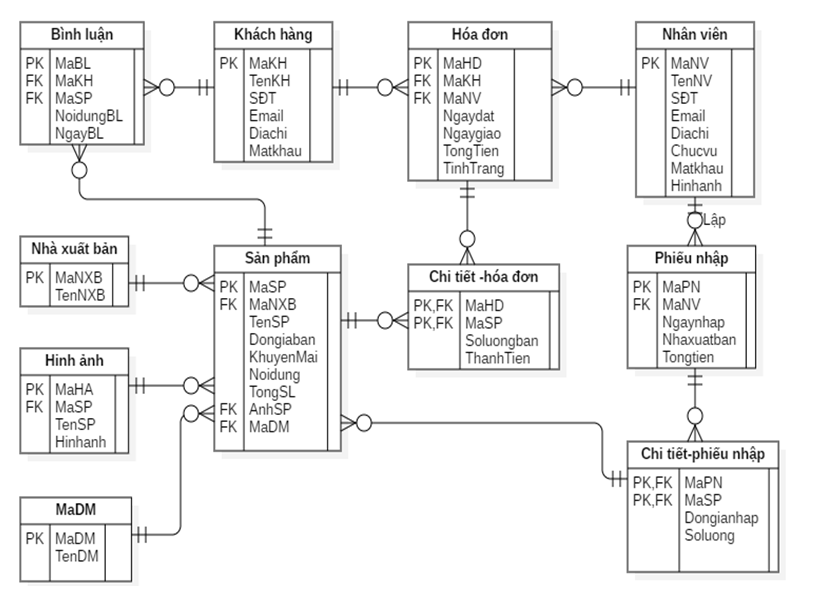 Bình luận
PK MaBL
FK MaKH
FK MaSP
NoidungBL
NgayBL
Khách hàng
PK MaKH
TenKH
SĐT
Email
Diachi
Matkhau
Hóa đơn
PK MaHD
FK MaKH
FK MaNV
Ngaydat
Ngaygiao
TongTien
TinhTrang
Nhân viên
PK MaNV
TenNV
SĐT
Email
Diachi
Chucvu
Matkhau
Hinhanh
Lập
Nhà xuất bản
PK MaNXB
TenNXB
Sản phẩm
PK MaSP
FK MaNXB
TenSP
Dongiaban
KhuyenMai
Noidung
TongSL
FK AnhSP
FK MaDM
Chi tiết -hóa đơn
PK,FK MaHD
PK,FK MaSP
Soluongban
ThanhTien
Phiếu nhập
PK MaPN
FK MaNV
Ngaynhap
Nhaxuatban
Tongtien
Hình ảnh
PK MaHA
FK MaSP
TenSP
Hinhanh
MaDM
PK MaDM
TenDM
Chi tiết-phiếu nhập
PK,FK MaPN
PK,FK MaSP
Dongianhap
Soluong